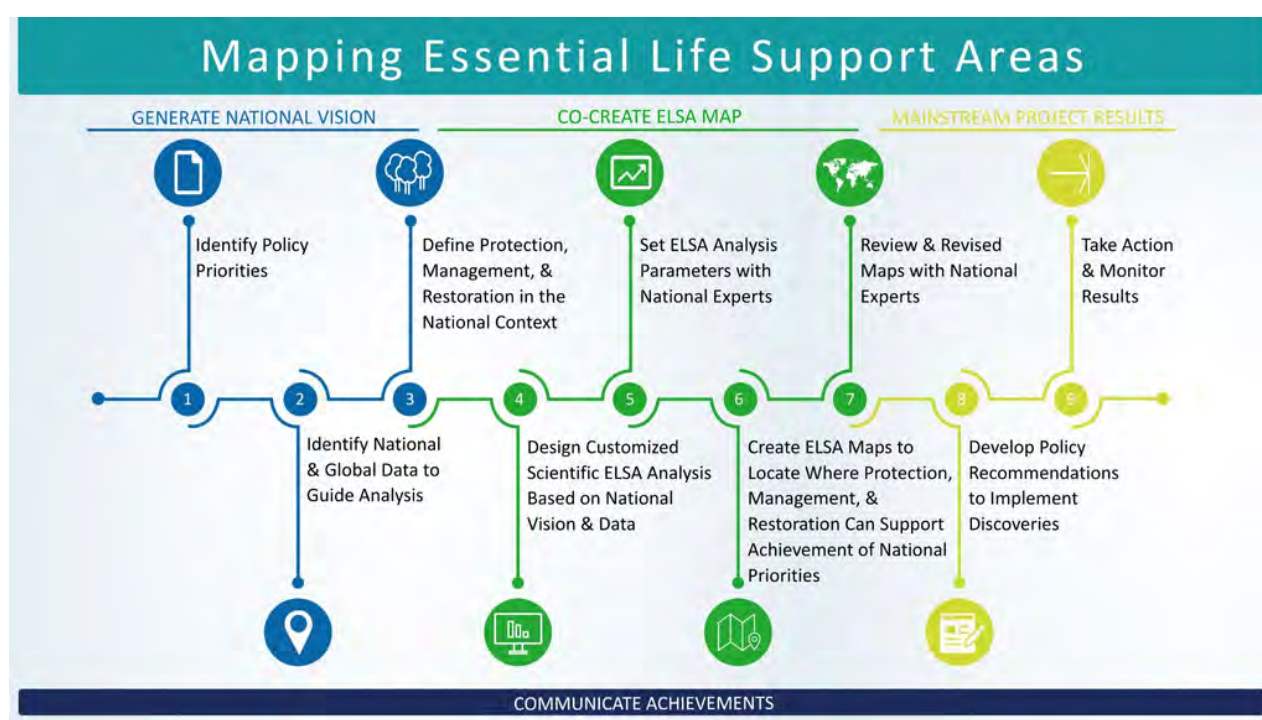 Mapping Essential Life Support Areas
GENERATE NATIONAL VISION
CO-CREATE ELSA MAP
MAINSTREAM PROJECT RESULTS
Identify Policy
Priorities
Define Protection,
Management, &
Restoration in the
National Context
Set ELSA Analysis
Parameters with
National Experts
Review & Revised
Maps with National
Experts
Take Action
& Monitor
Results
1
2
3
4
5
6
7
8
9
Identify National
& Global Data to
Guide Analysis
Design Customized
Scientific ELSA Analysis
Based on National
Vision & Data
Create ELSA Maps to
Locate Where Protection,
Management, &
Restoration Can Support
Achievement of National
Priorities
Develop Policy
Recommendations
to Implement
Discoveries
COMMUNICATE ACHIEVEMENTS